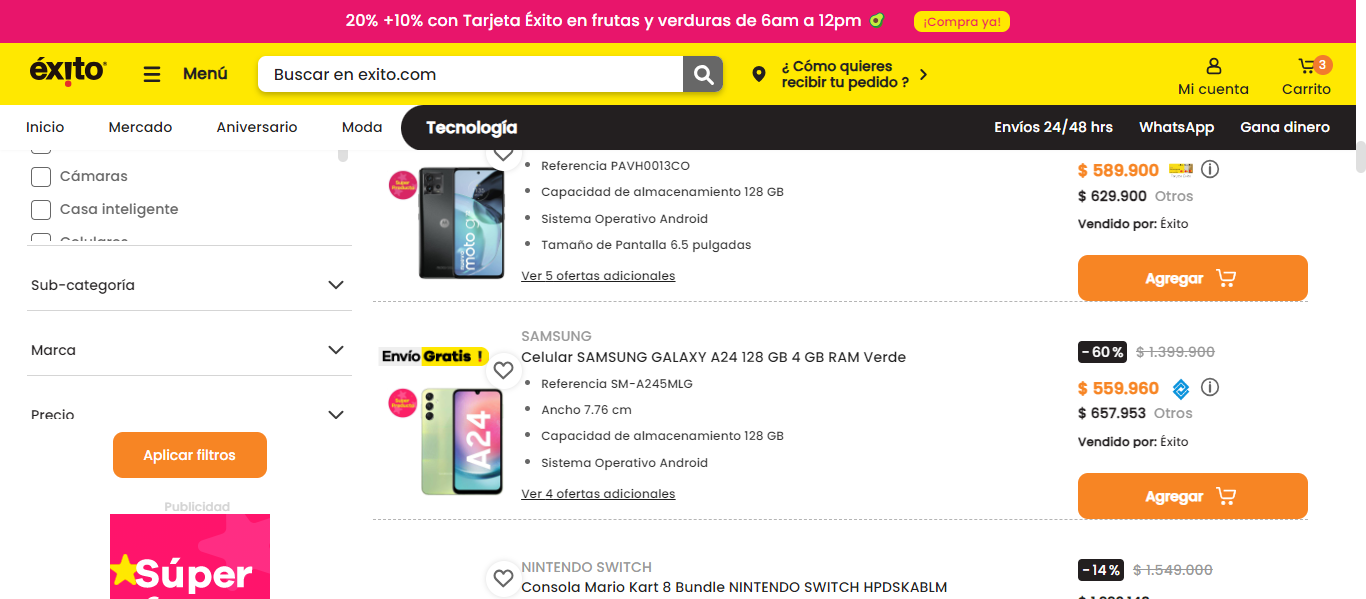 20% +10% con Tarjeta Éxito en frutas y verduras de 6am a 12pm
¡Compra ya!
éxito
Menú
Buscar en exito.com
¿ Cómo quieres
recibir tu pedido ?
Mi cuenta
3
Carrito
Inicio
Mercado
Aniversario
Moda
Tecnología
Envíos 24/48 hrs
WhatsApp
Gana dinero
Cámaras
Casa inteligente
Celulares
Sub-categoría
Marca
Precio
Aplicar filtros
Publicidad
Súper
Súper
Producto
moto g
Referencia PAVH0013CO
Capacidad de almacenamiento 128 GB
Sistema Operativo Android
Tamaño de Pantalla 6.5 pulgadas
Ver 5 ofertas adicionales
$ 589.900
$ 629.900 Otros
Vendido por: Éxito
Agregar
Envío Gratis !
Súper
Producto
A24
SAMSUNG
Celular SAMSUNG GALAXY A24 128 GB 4 GB RAM Verde
Referencia SM-A245MLG
Ancho 7.76 cm
Capacidad de almacenamiento 128 GB
Sistema Operativo Android
Ver 4 ofertas adicionales
-60% $ 1.399.900
$ 559.960
$ 657.953 Otros
Vendido por: Éxito
Agregar
NINTENDO SWITCH
Consola Mario Kart 8 Bundle NINTENDO SWITCH HPDSKABLM
-14% $ 1.549.000